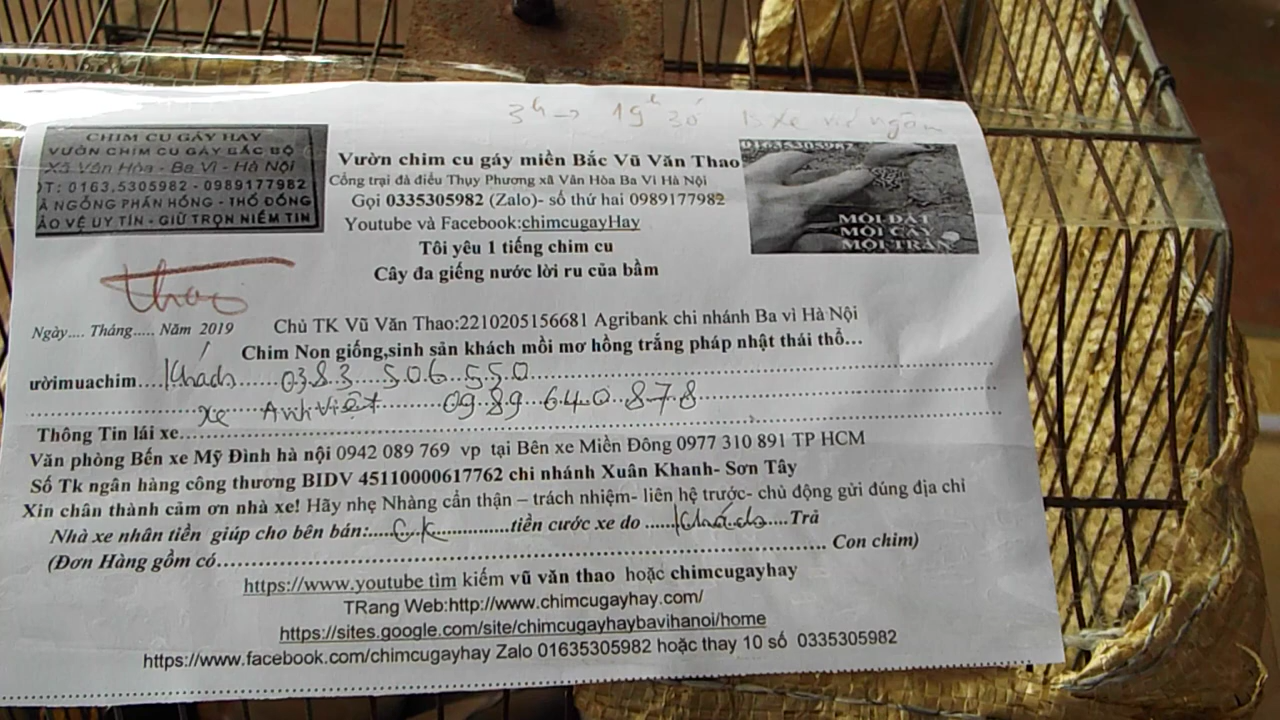 3h -> 19h 30 15 xe
CHIM CU GÁY HAY
VƯỜN CHIM CU GÁY BẮC BỘ
Xã Vân Hòa - Ba Vì - Hà Nội
ĐT: 0163.5305982 - 0989177982
NGỖNG PHẤN HỒNG - THỔ ĐỒNG
BẢO VỆ UY TÍN - GIỮ TRỌN NIỀM TIN
Vườn chim cu gáy miền Bắc Vũ Văn Thao
Cổng trại đà điểu Thụy Phương xã Vân Hòa Ba Vì Hà Nội
Gọi 0335305982 (Zalo)- số thứ hai 0989177982
Youtube và Facebook:chimcugayHay
Tôi yêu 1 tiếng chim cu
Cây đa giếng nước lời ru của bầm
01635305982
MỖI ĐẤT
MỖI CÂY
MỖI TRÂN
Thao
Ngày.... Tháng..... Năm 2019
Chủ TK Vũ Văn Thao:2210205156681 Agribank chi nhánh Ba vì Hà Nội
Chim Non giống,sinh sản khách mồi mơ hồng trắng pháp nhật thái thổ…
ườimuachim....Khách......0383 506 550
xe Anh Việt 0989 640 878
Thông Tin lái xe
Văn phòng Bến xe Mỹ Đình hà nội 0942 089 769 vp tại Bên xe Miền Đông 0977 310 891 TP HCM
Số Tk ngân hàng công thương BIDV 45110000617762 chi nhánh Xuân Khanh- Sơn Tây
Xin chân thành cảm ơn nhà xe! Hãy nhẹ Nhàng cẩn thận – trách nhiệm- liên hệ trước- chủ động gửi đúng địa chỉ
Nhà xe nhân tiền giúp cho bên bán:.....C.K............tiền cước xe do ......Khách....Trả
(Đơn Hàng gồm có.......... Con chim)
https://www.youtube tìm kiếm vũ văn thao hoặc chimcugayhay
TRang Web:http://www.chimcugayhay.com/
https://sites.google.com/site/chimcugayhaybavihanoi/home
https://www.facebook.com/chimcugayhay Zalo 01635305982 hoặc thay 10 số 0335305982